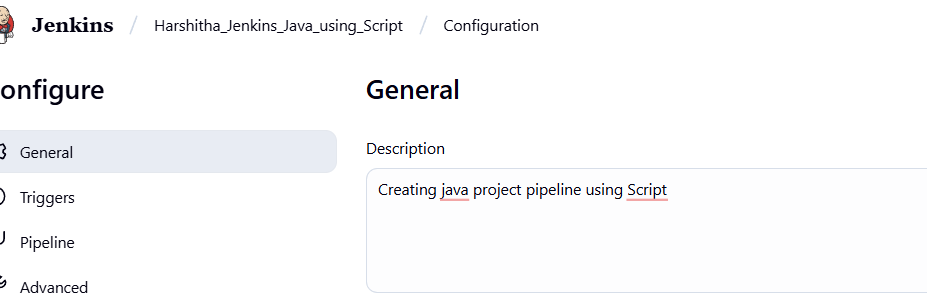 Jenkins / Harshitha_Jenkins_Java_using_Script / Configuration
onfigure
General
Triggers
Pipeline
Advanced
General
Description
Creating java project pipeline using Script